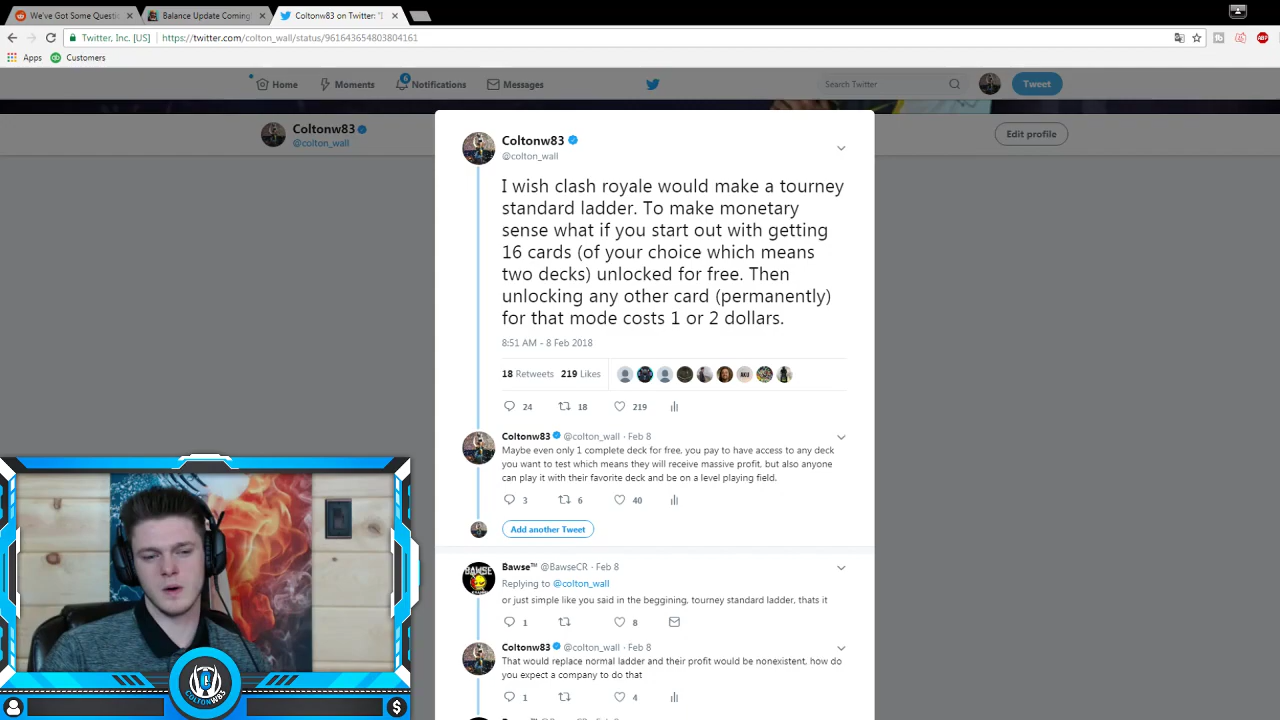 We've Got Some Questi
Balance Update Coming
Coltonw83 on Twitter: "I
Twitter, Inc. [US]
https://twitter.com/colton_wall/status/961643654803804161
Apps
Customers
Home
Moments
6
Notifications
Messages
Search Twitter
Tweet
Coltonw83
@colton_wall
Edit profile
Coltonw83
@colton_wall
I wish clash royale would make a tourney
standard ladder. To make monetary
sense what if you start out with getting
16 cards (of your choice which means
two decks) unlocked for free. Then
unlocking any other card (permanently)
for that mode costs 1 or 2 dollars.
8:51 AM - 8 Feb 2018
18 Retweets 219 Likes
24 18 219
Coltonw83 @colton_wall · Feb 8
Maybe even only 1 complete deck for free, you pay to have access to any deck
you want to test which means they will receive massive profit, but also anyone
can play it with their favorite deck and be on a level playing field.
3 6 40
Add another Tweet
Bawse™ @BawseCR · Feb 8
Replying to @colton_wall
or just simple like you said in the beggining, tourney standard ladder, thats it
1 8
Coltonw83 @colton_wall · Feb 8
That would replace normal ladder and their profit would be nonexistent, how do
you expect a company to do that
1 4
COLTONW83
$
ABP